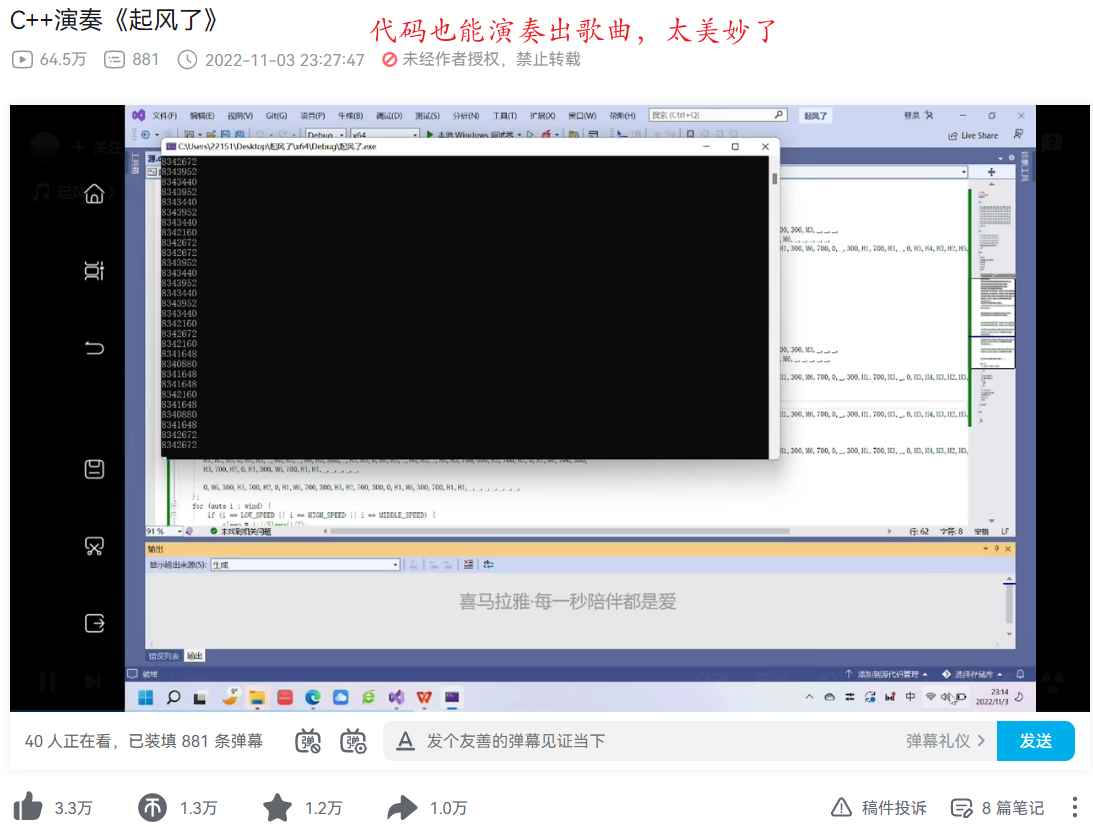 C++演奏《起风了》
代码也能演奏出歌曲，太美妙了
64.5万 881 2022-11-03 23:27:47 未经作者授权，禁止转载
文件(F) 编辑(E) 视图(V) Git(G) 项目(P) 生成(B) 调试(D) 测试(S) 分析(N) 工具(T) 扩展(X) 窗口(W) 帮助(H) 搜索 (Ctrl+Q) 起风了 登录
Debug x64 本地 Windows 调试器
Live Share
C:\Users\22151\Desktop\起风了\x64\Debug\起风了.exe
8342672
8343952
8343440
8343952
8343440
8343952
8343440
8342160
8342672
8342672
8343952
8343440
8343952
8343440
8343952
8343440
8342160
8342672
8342160
8341648
8340880
8341648
8341648
8342160
8341648
8340880
8341648
8342672
8342672
for (auto i : wind) {
if (i == LOW_SPEED || i == HIGH_SPEED || i == MIDDLE_SPEED) {
91 % 未找到相关问题 行: 62 字符: 8 空格 LF
输出
显示输出来源(S): 生成
喜马拉雅·每一秒陪伴都是爱
错误列表 输出
就绪 添加到源代码管理 选择存储库
中 23:14
2022/11/3
40 人正在看，已装填 881 条弹幕 发个友善的弹幕见证当下 弹幕礼仪 发送
3.3万 1.3万 1.2万 1.0万 稿件投诉 8 篇笔记